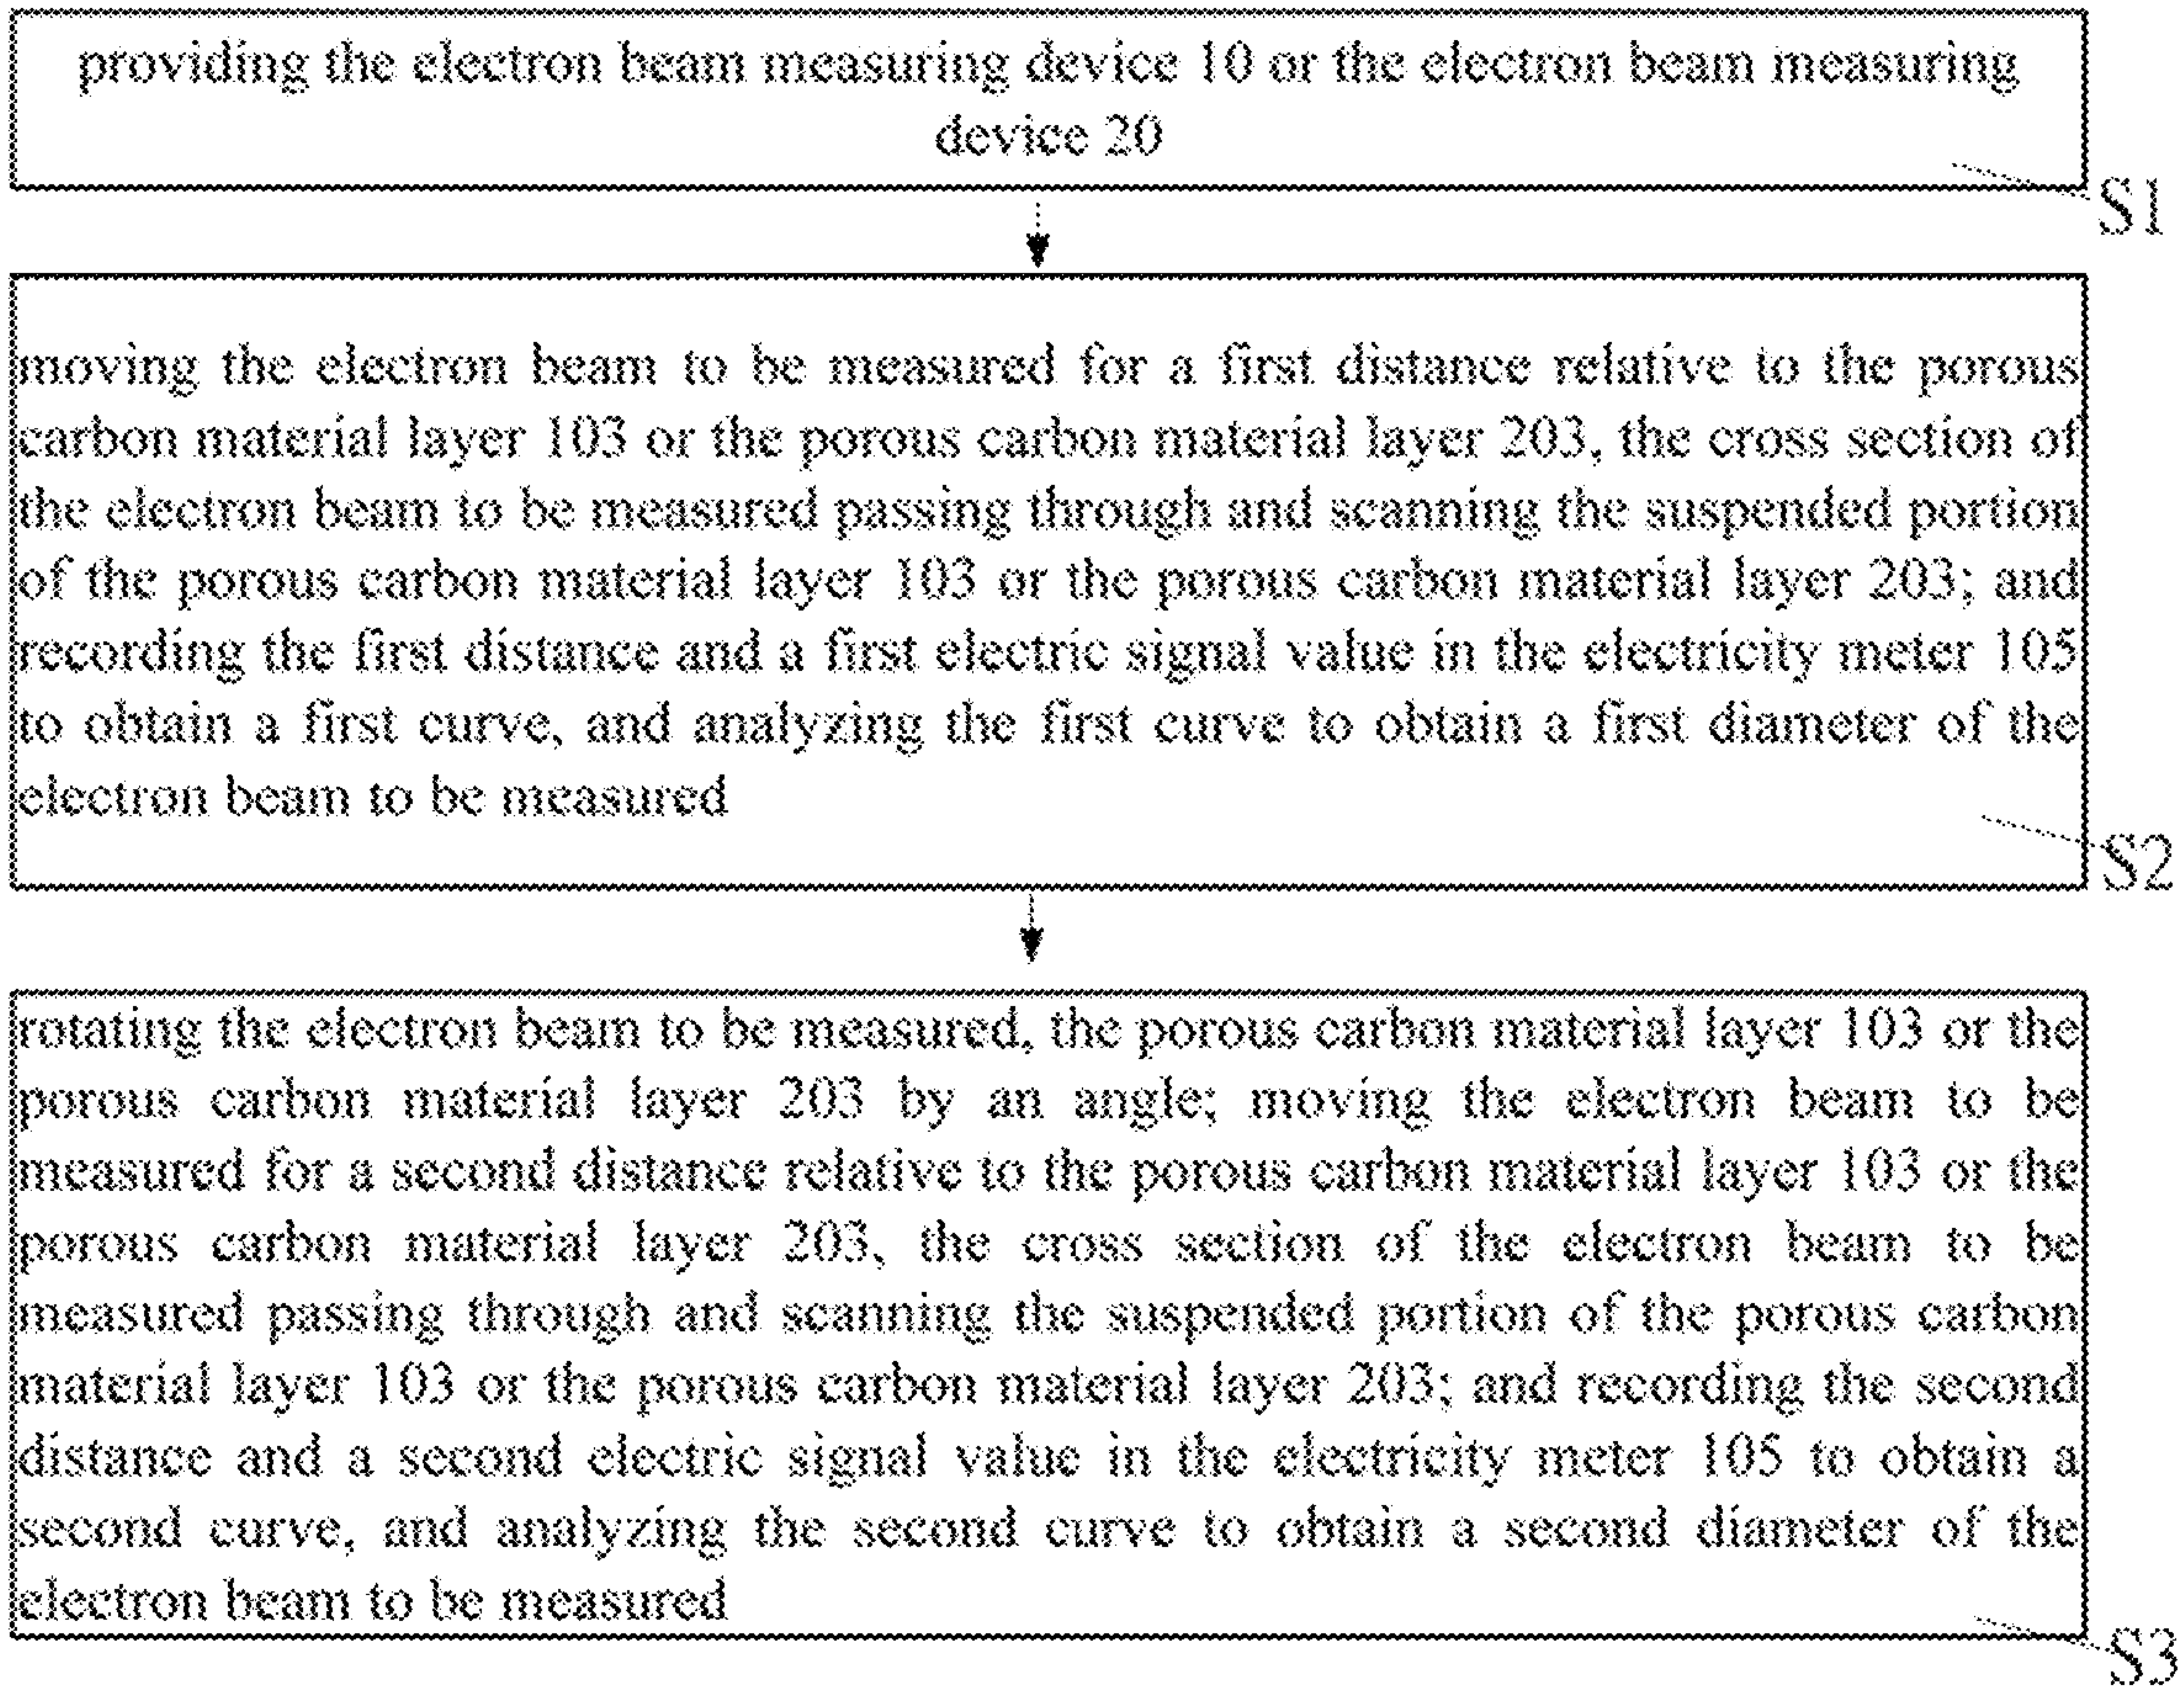 providing the electron beam measuring device 10 or the electron beam measuring
device 20
S1
moving the electron beam to be measured for a first distance relative to the porous
carbon material layer 103 or the porous carbon material layer 203, the cross section of
the electron beam to be measured passing through and scanning the suspended portion
of the porous carbon material layer 103 or the porous carbon material layer 203; and
recording the first distance and a first electric signal value in the electricity meter 105
to obtain a first curve, and analyzing the first curve to obtain a first diameter of the
electron beam to be measured
S2
rotating the electron beam to be measured, the porous carbon material layer 103 or the
porous carbon material layer 203 by an angle; moving the electron beam to be
measured for a second distance relative to the porous carbon material layer 103 or the
porous carbon material layer 203, the cross section of the electron beam to be
measured passing through and scanning the suspended portion of the porous carbon
material layer 103 or the porous carbon material layer 203; and recording the second
distance and a second electric signal value in the electricity meter 105 to obtain a
second curve, and analyzing the second curve to obtain a second diameter of the
electron beam to be measured
S3